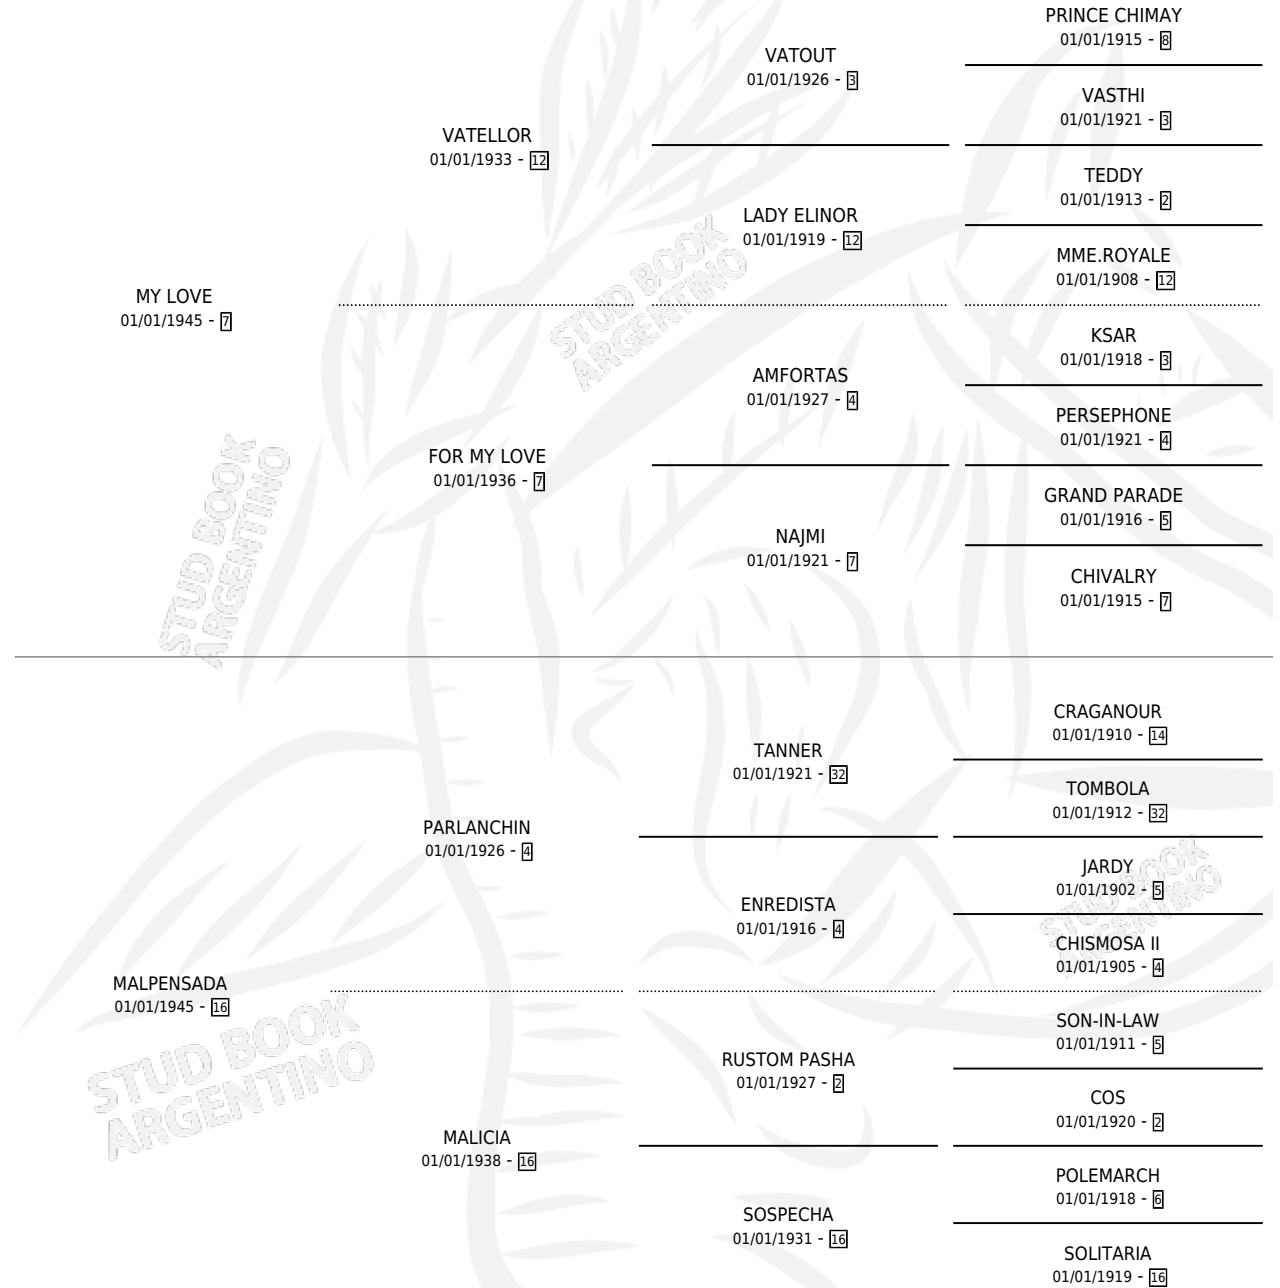 PRINCE CHIMAY
01/01/1915 - 8
VATOUT
01/01/1926 - 3
VASTHI
01/01/1921 - 3
VATELLOR
01/01/1933 - 12
TEDDY
01/01/1913 - 2
LADY ELINOR
01/01/1919 - 12
MME.ROYALE
01/01/1908 - 12
MY LOVE
01/01/1945 - 7
STUD BOOK
ARGENTINO
KSAR
01/01/1918 - 3
AMFORTAS
01/01/1927 - 4
PERSEPHONE
01/01/1921 - 4
FOR MY LOVE
01/01/1936 - 7
GRAND PARADE
01/01/1916 - 5
NAJMI
01/01/1921 - 7
CHIVALRY
01/01/1915 - 7
STUD BOOK
ARGENTINO
CRAGANOUR
01/01/1910 - 14
TANNER
01/01/1921 - 32
TOMBOLA
01/01/1912 - 32
PARLANCHIN
01/01/1926 - 4
JARDY
01/01/1902 - 5
ENREDISTA
01/01/1916 - 4
CHISMOSA II
01/01/1905 - 4
STUD BOOK
ARGENTINO
MALPENSADA
01/01/1945 - 16
SON-IN-LAW
01/01/1911 - 5
RUSTOM PASHA
01/01/1927 - 2
COS
01/01/1920 - 2
STUD BOOK
ARGENTINO
MALICIA
01/01/1938 - 16
POLEMARCH
01/01/1918 - 6
SOSPECHA
01/01/1931 - 16
SOLITARIA
01/01/1919 - 16